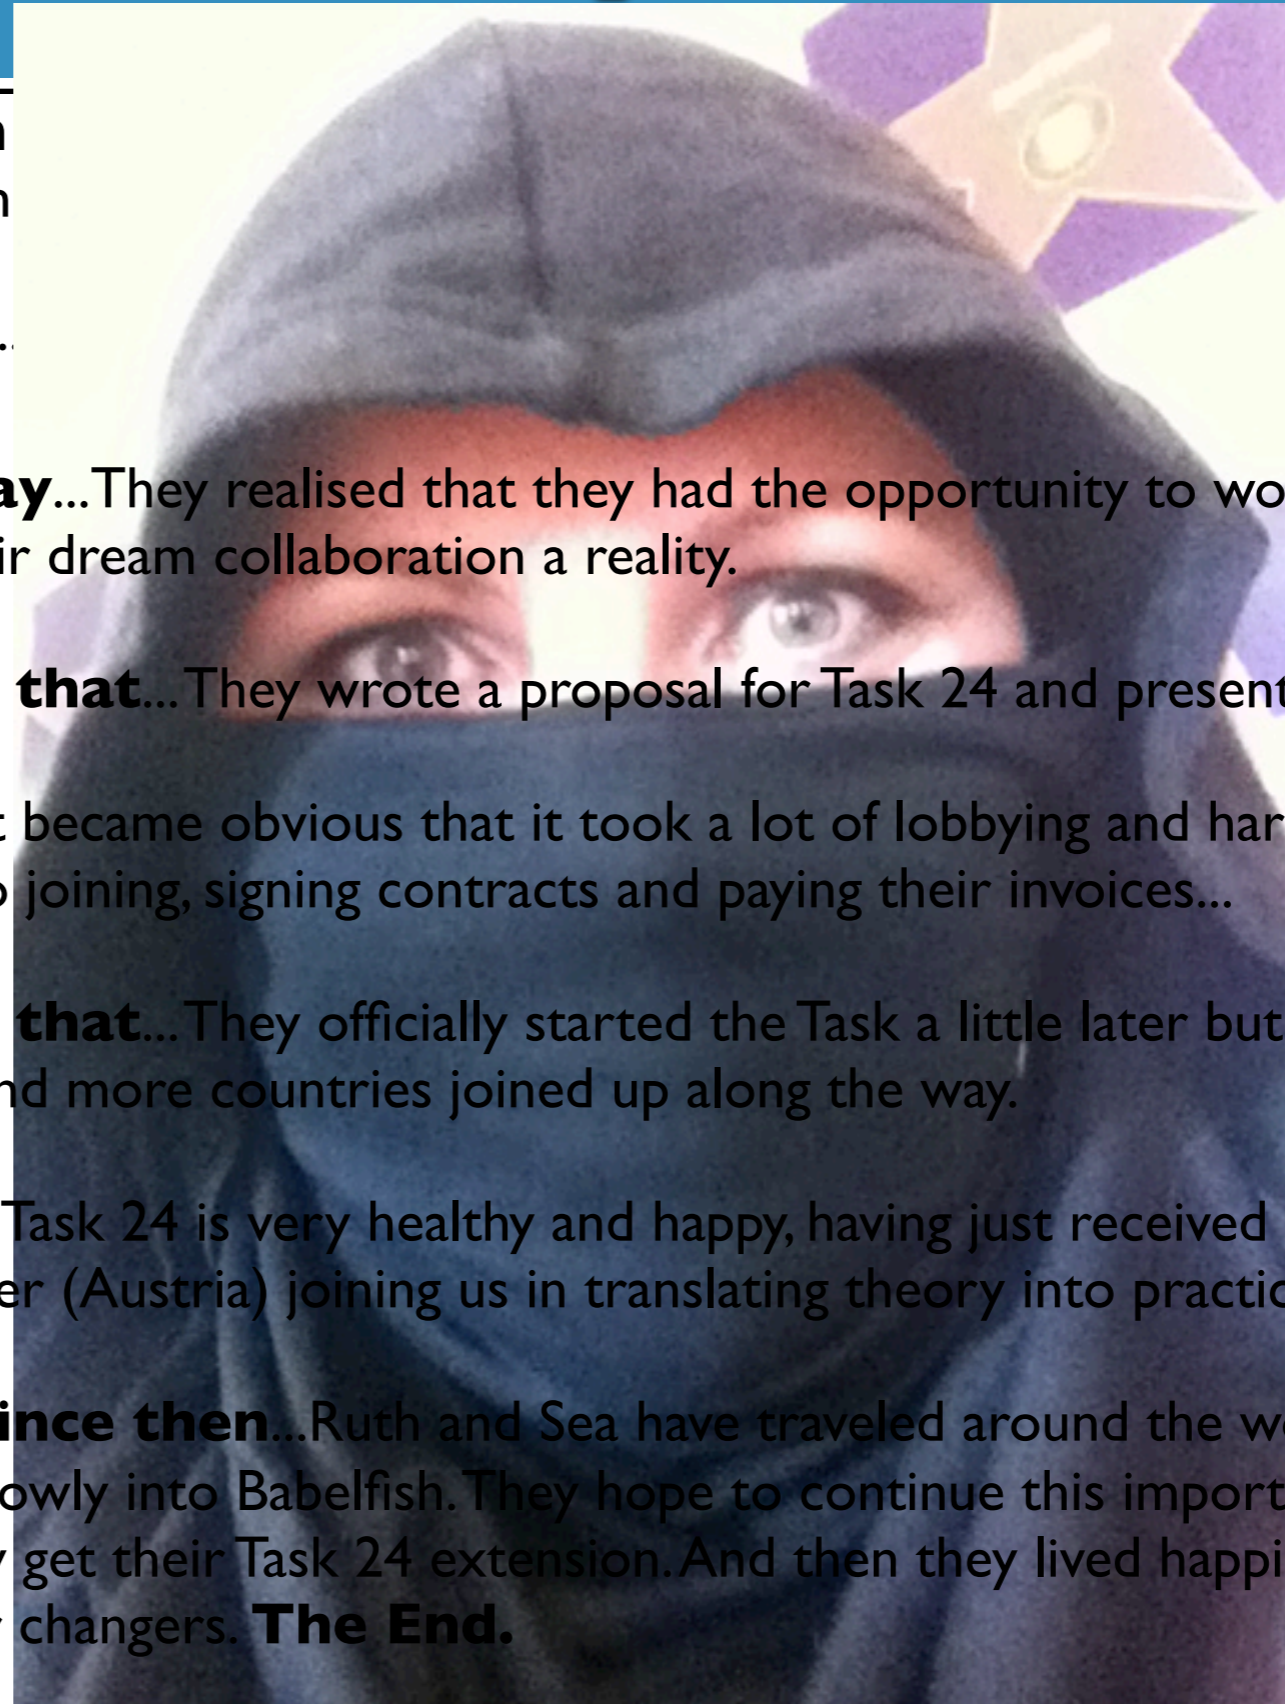 n
n
..
ay...They realised that they had the opportunity to wo
ir dream collaboration a reality.
that...They wrote a proposal for Task 24 and present
t became obvious that it took a lot of lobbying and har
o joining, signing contracts and paying their invoices...
that...They officially started the Task a little later but
nd more countries joined up along the way.
Task 24 is very healthy and happy, having just received
er (Austria) joining us in translating theory into practic
ince then...Ruth and Sea have traveled around the w
owly into Babelfish. They hope to continue this import
y get their Task 24 extension. And then they lived happi
r changers. The End.